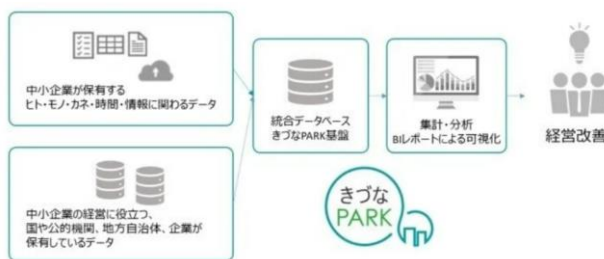 中小企業が保有する
ヒト・モノ・カネ・時間・情報に関わるデータ
中小企業の経営に役立つ、
国や公的機関、地方自治体、企業が
保有しているデータ
統合データベース
きづなPARK基盤
集計・分析
BIレポートによる可視化
経営改善
きづな
PARK